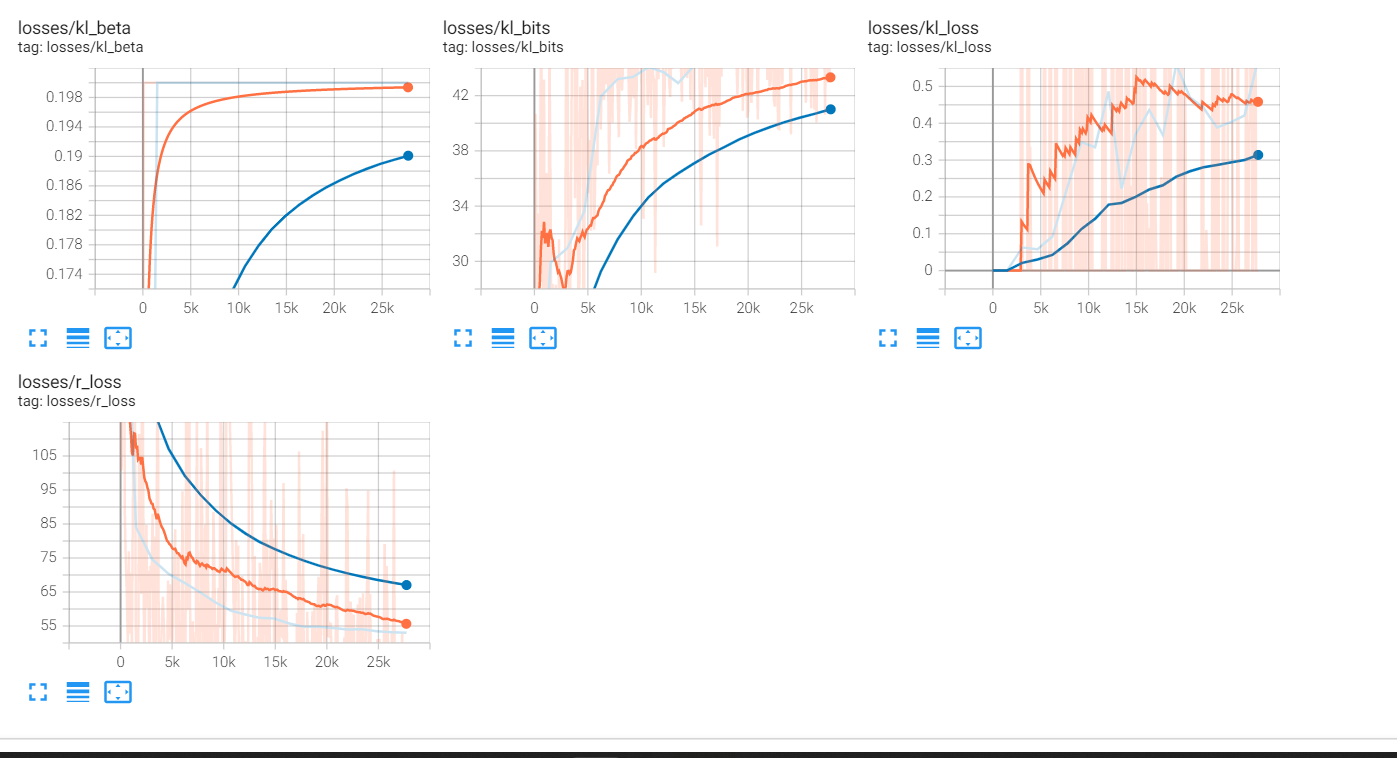 losses/kl_beta
tag: losses/kl_beta
0.198
0.194
0.19
0.186
0.182
0.178
0.174
0 5k 10k 15k 20k 25k
losses/kl_bits
tag: losses/kl_bits
42
38
34
30
0 5k 10k 15k 20k 25k
losses/kl_loss
tag: losses/kl_loss
0.5
0.4
0.3
0.2
0.1
0
0 5k 10k 15k 20k 25k
losses/r_loss
tag: losses/r_loss
105
95
85
75
65
55
0 5k 10k 15k 20k 25k